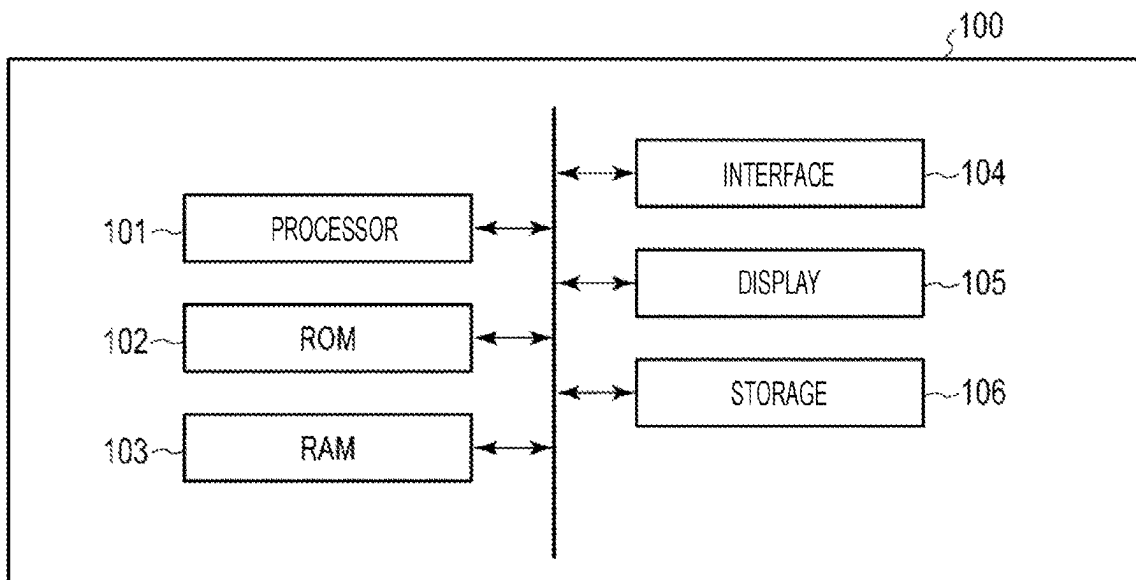 100
101 PROCESSOR
102 ROM
103 RAM
INTERFACE 104
DISPLAY 105
STORAGE 106